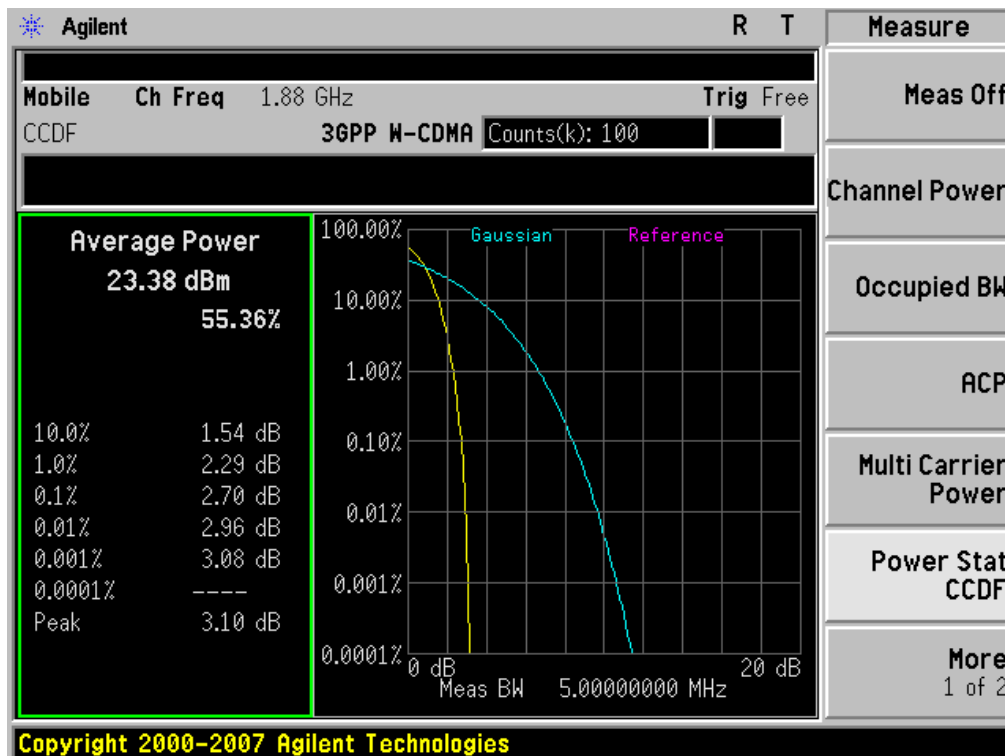 Agilent R T
Mobile Ch Freq 1.88 GHz Trig Free
CCDF 3GPP W-CDMA Counts(k): 100
Average Power
23.38 dBm
55.36%
10.0% 1.54 dB
1.0% 2.29 dB
0.1% 2.70 dB
0.01% 2.96 dB
0.001% 3.08 dB
0.0001% ----
Peak 3.10 dB
Gaussian Reference
100.00%
10.00%
1.00%
0.10%
0.01%
0.001%
0.0001%
0 dB 20 dB
Meas BW 5.00000000 MHz
Measure
Meas Off
Channel Power
Occupied BW
ACP
Multi Carrier
Power
Power Stat
CCDF
More
1 of 2
Copyright 2000-2007 Agilent Technologies